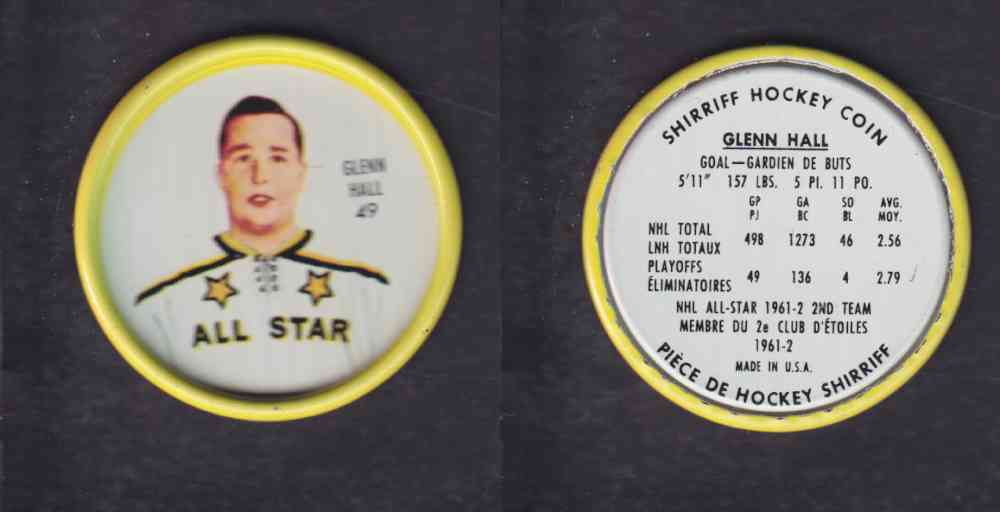 GLENN
HALL
49
ALL STAR
SHIRRIFF HOCKEY COIN
GLENN HALL
GOAL—GARDIEN DE BUTS
5'11" 157 LBS. 5 PI. 11 PO.
GP GA SO AVG.
PJ BC BL MOY.
NHL TOTAL
LNH TOTAUX 498 1273 46 2.56
PLAYOFFS
ÉLIMINATOIRES 49 136 4 2.79
NHL ALL-STAR 1961-2 2ND TEAM
MEMBRE DU 2e CLUB D'ÉTOILES
1961-2
MADE IN U.S.A.
PIÈCE DE HOCKEY SHIRRIFF